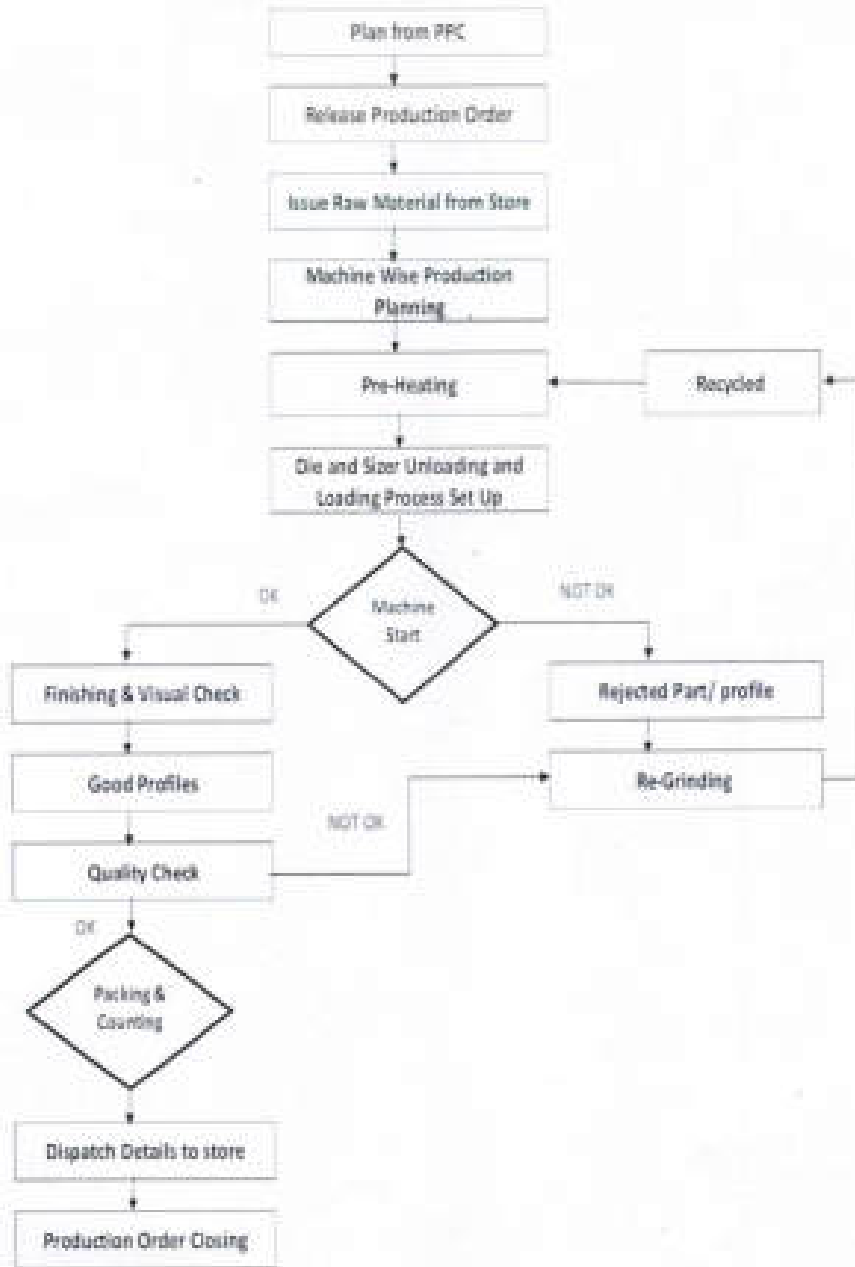 Plan from PPC
Release Production Order
Issue Raw Material from Store
Machine Wise Production
Planning
Pre-Heating
Recycled
Die and Sizer Unloading and
Loading Process Set Up
OK
NOT OK
Machine
Start
Finishing & Visual Check
Rejected Part/ profile
Good Profiles
Re-Grinding
NOT OK
Quality Check
OK
Packing &
Counting
Dispatch Details to store
Production Order Closing